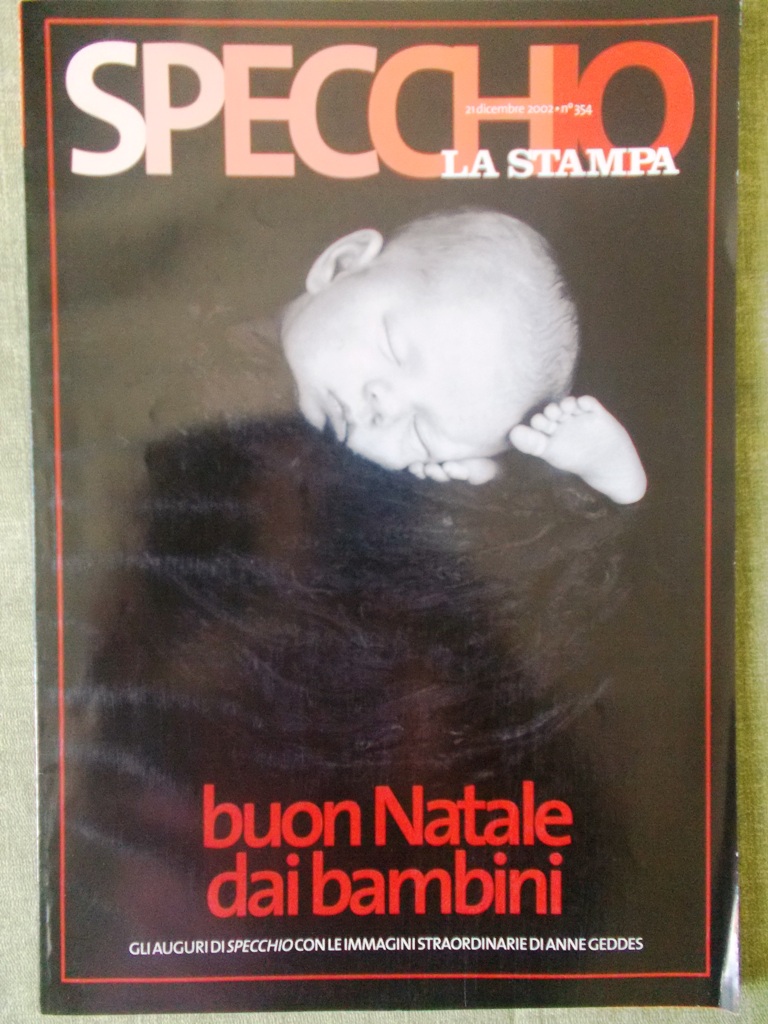 SPECCHIO
21 dicembre 2002 • n° 354
LA STAMPA
buon Natale
dai bambini
GLI AUGURI DI SPECCHIO CON LE IMMAGINI STRAORDINARIE DI ANNE GEDDES